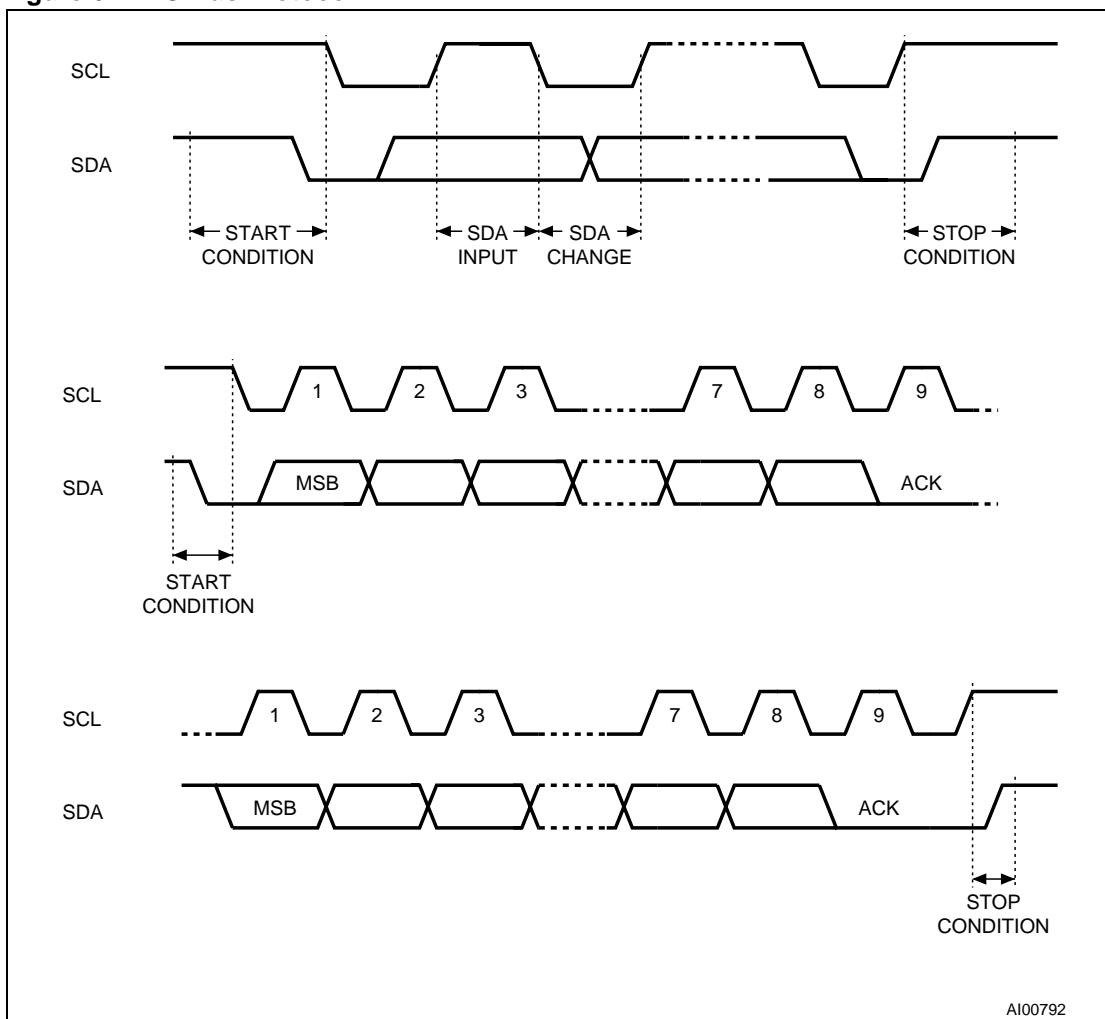 SCL
SDA
START
CONDITION
SDA
INPUT
SDA
CHANGE
STOP
CONDITION
SCL
1 2 3 7 8 9
SDA
MSB ACK
START
CONDITION
SCL
1 2 3 7 8 9
SDA
MSB ACK
STOP
CONDITION
AI00792